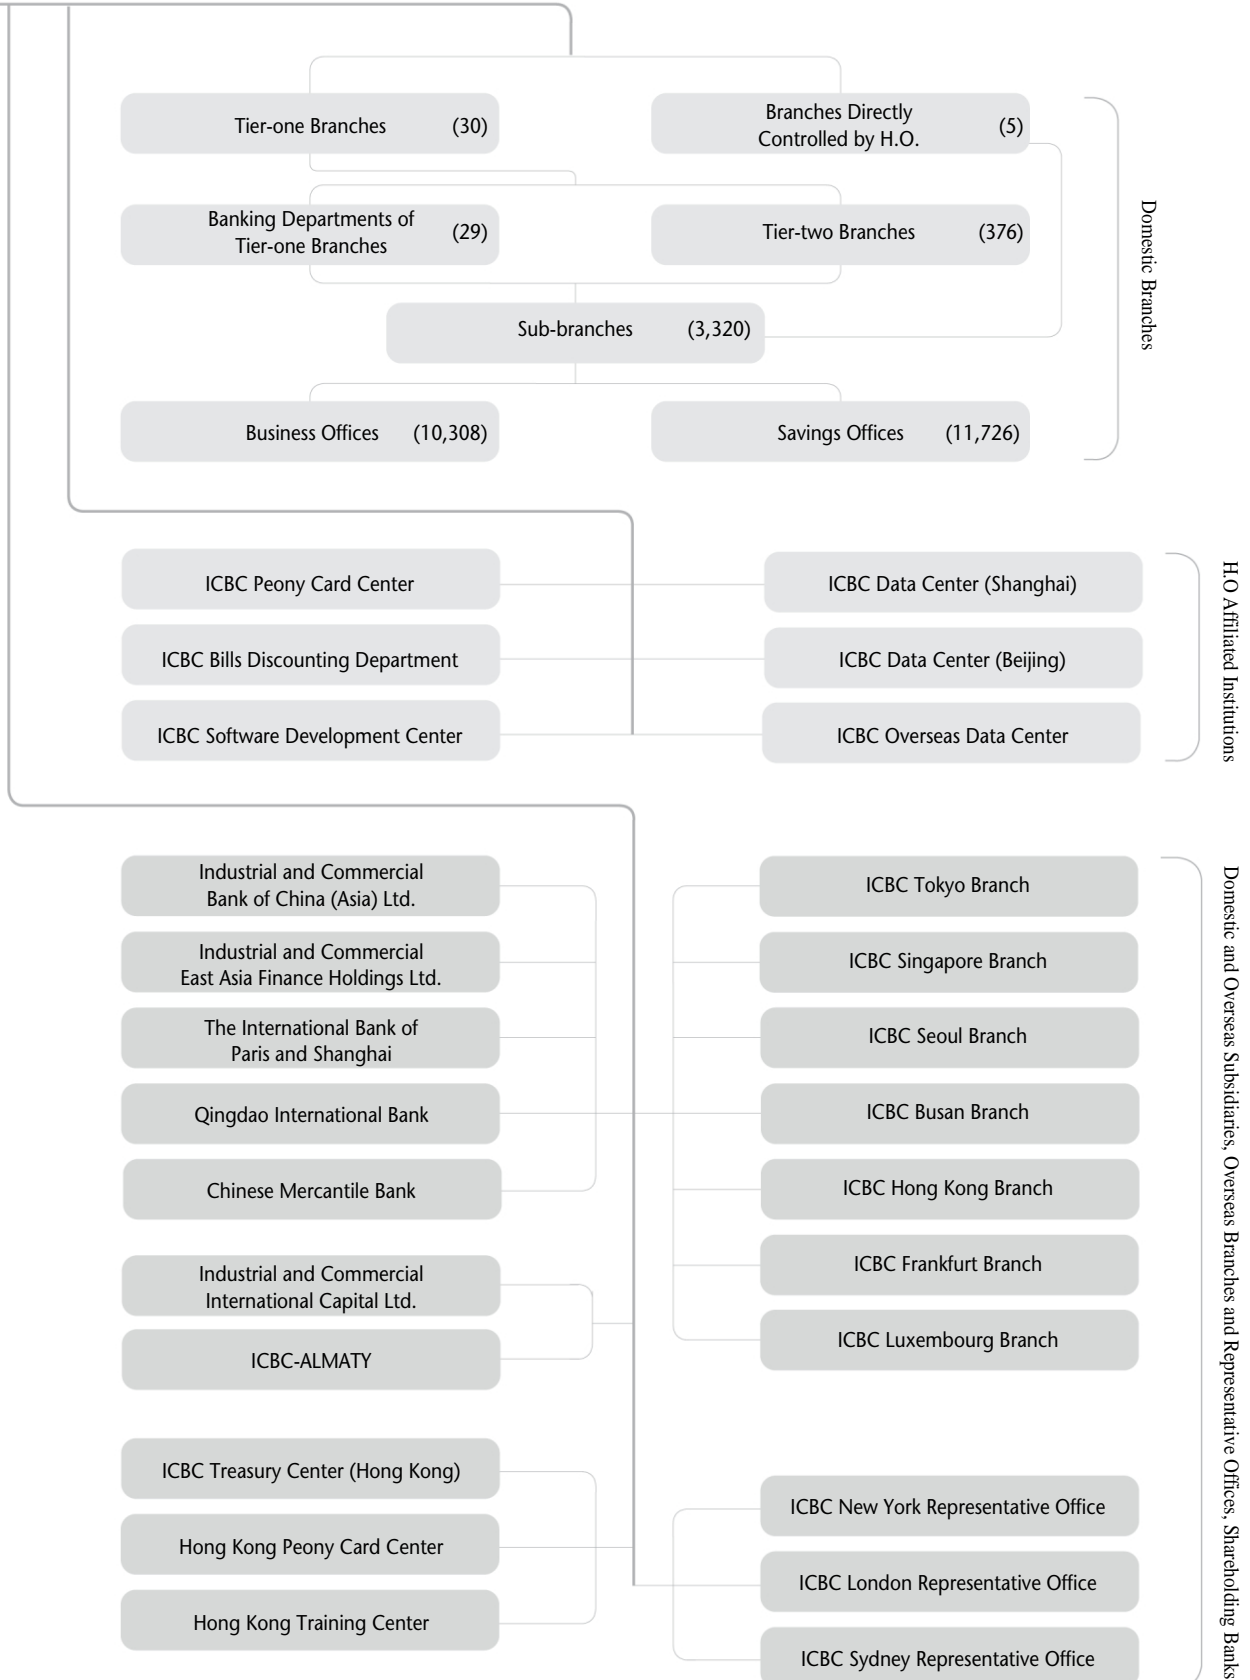 Tier-one Branches (30)
Branches Directly
Controlled by H.O. (5)
Banking Departments of
Tier-one Branches (29)
Tier-two Branches (376)
Sub-branches (3,320)
Business Offices (10,308)
Savings Offices (11,726)
Domestic Branches
ICBC Peony Card Center
ICBC Data Center (Shanghai)
ICBC Bills Discounting Department
ICBC Data Center (Beijing)
ICBC Software Development Center
ICBC Overseas Data Center
H.O Affiliated Institutions
Industrial and Commercial
Bank of China (Asia) Ltd.
Industrial and Commercial
East Asia Finance Holdings Ltd.
The International Bank of
Paris and Shanghai
Qingdao International Bank
Chinese Mercantile Bank
Industrial and Commercial
International Capital Ltd.
ICBC-ALMATY
ICBC Treasury Center (Hong Kong)
Hong Kong Peony Card Center
Hong Kong Training Center
ICBC Tokyo Branch
ICBC Singapore Branch
ICBC Seoul Branch
ICBC Busan Branch
ICBC Hong Kong Branch
ICBC Frankfurt Branch
ICBC Luxembourg Branch
ICBC New York Representative Office
ICBC London Representative Office
ICBC Sydney Representative Office
Domestic and Overseas Subsidiaries, Overseas Branches and Representative Offices, Shareholding Banks